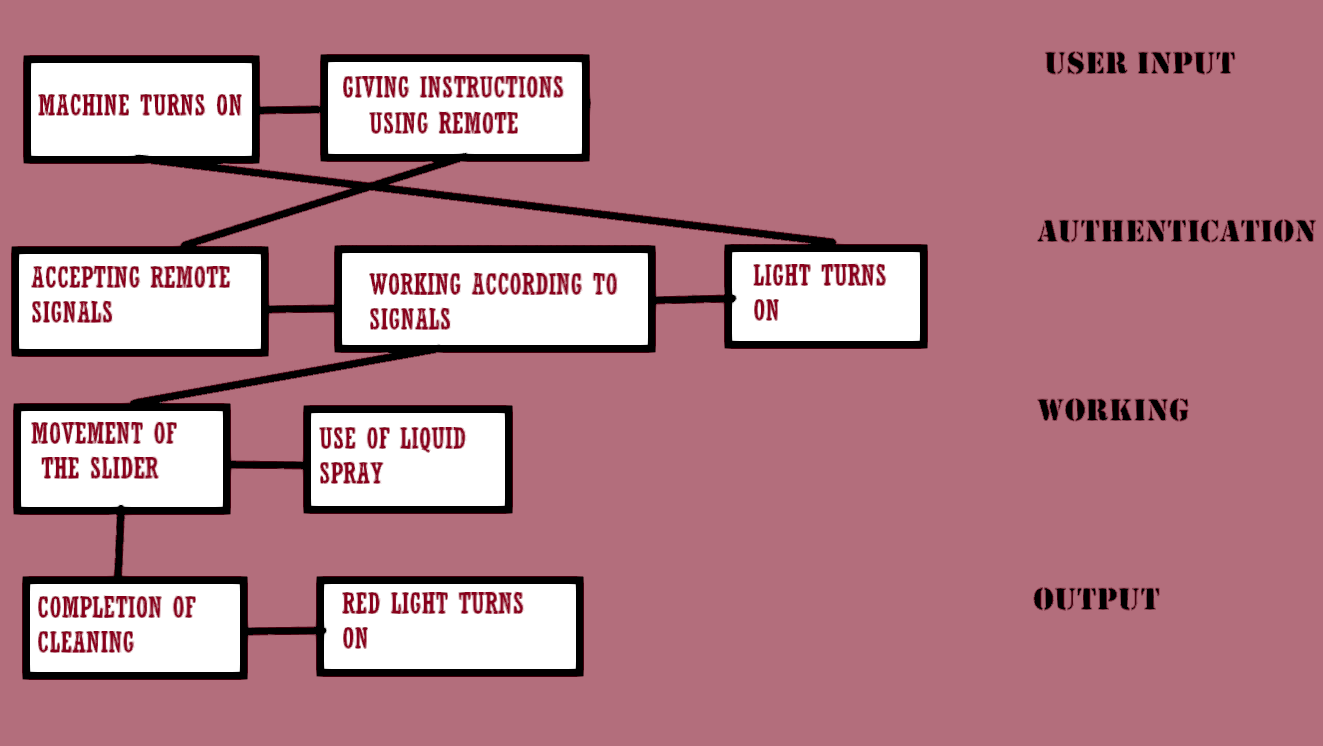 MACHINE TURNS ON
GIVING INSTRUCTIONS
USING REMOTE
USER INPUT
ACCEPTING REMOTE
SIGNALS
WORKING ACCORDING TO
SIGNALS
LIGHT TURNS
ON
AUTHENTICATION
MOVEMENT OF
THE SLIDER
USE OF LIQUID
SPRAY
WORKING
COMPLETION OF
CLEANING
RED LIGHT TURNS
ON
OUTPUT